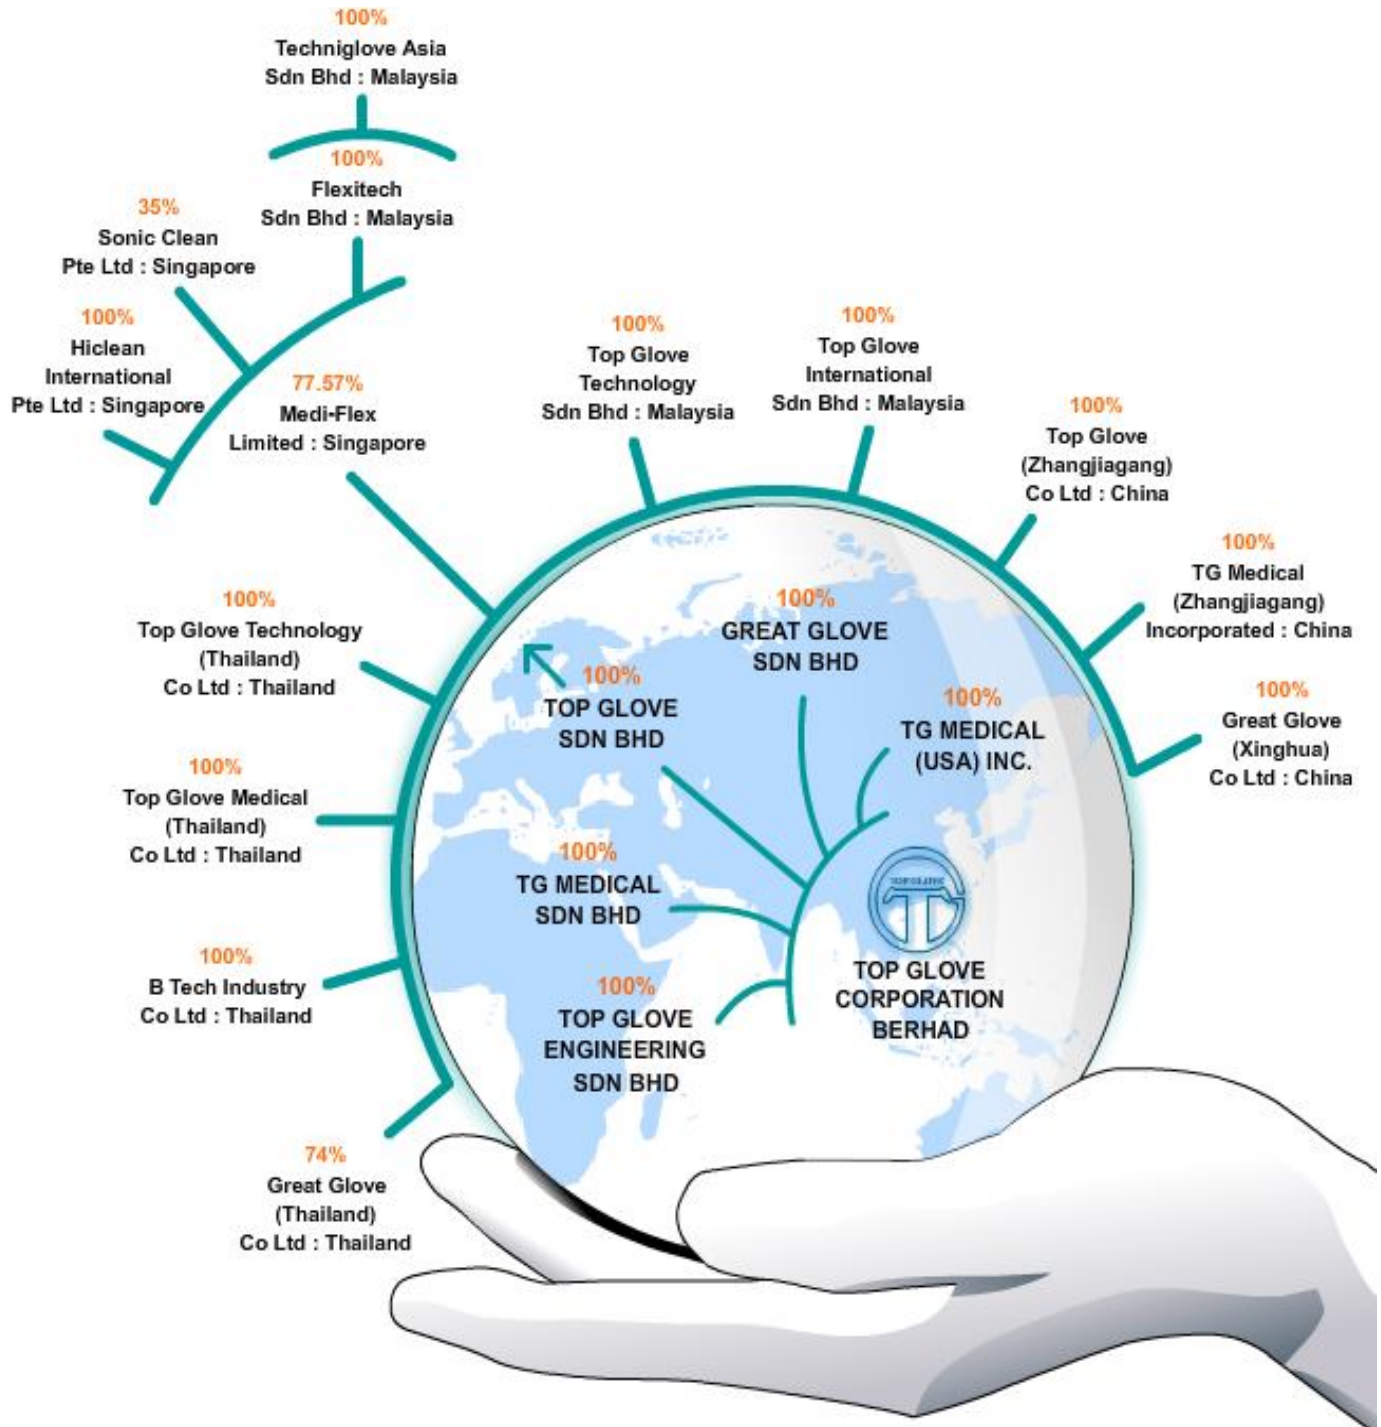 100%
Techniglove Asia
Sdn Bhd : Malaysia
100%
Flexitech
Sdn Bhd : Malaysia
35%
Sonic Clean
Pte Ltd : Singapore
100%
Hiclean
International
Pte Ltd : Singapore
77.57%
Medi-Flex
Limited : Singapore
100%
Top Glove
Technology
Sdn Bhd : Malaysia
100%
Top Glove
International
Sdn Bhd : Malaysia
100%
Top Glove
(Zhangjiagang)
Co Ltd : China
100%
TG Medical
(Zhangjiagang)
Incorporated : China
100%
Great Glove
(Xinghua)
Co Ltd : China
100%
Top Glove Technology
(Thailand)
Co Ltd : Thailand
100%
Top Glove Medical
(Thailand)
Co Ltd : Thailand
100%
B Tech Industry
Co Ltd : Thailand
74%
Great Glove
(Thailand)
Co Ltd : Thailand
100%
GREAT GLOVE
SDN BHD
100%
TOP GLOVE
SDN BHD
100%
TG MEDICAL
(USA) INC.
100%
TG MEDICAL
SDN BHD
100%
TOP GLOVE
ENGINEERING
SDN BHD
TOP GLOVE
TOP GLOVE
CORPORATION
BERHAD